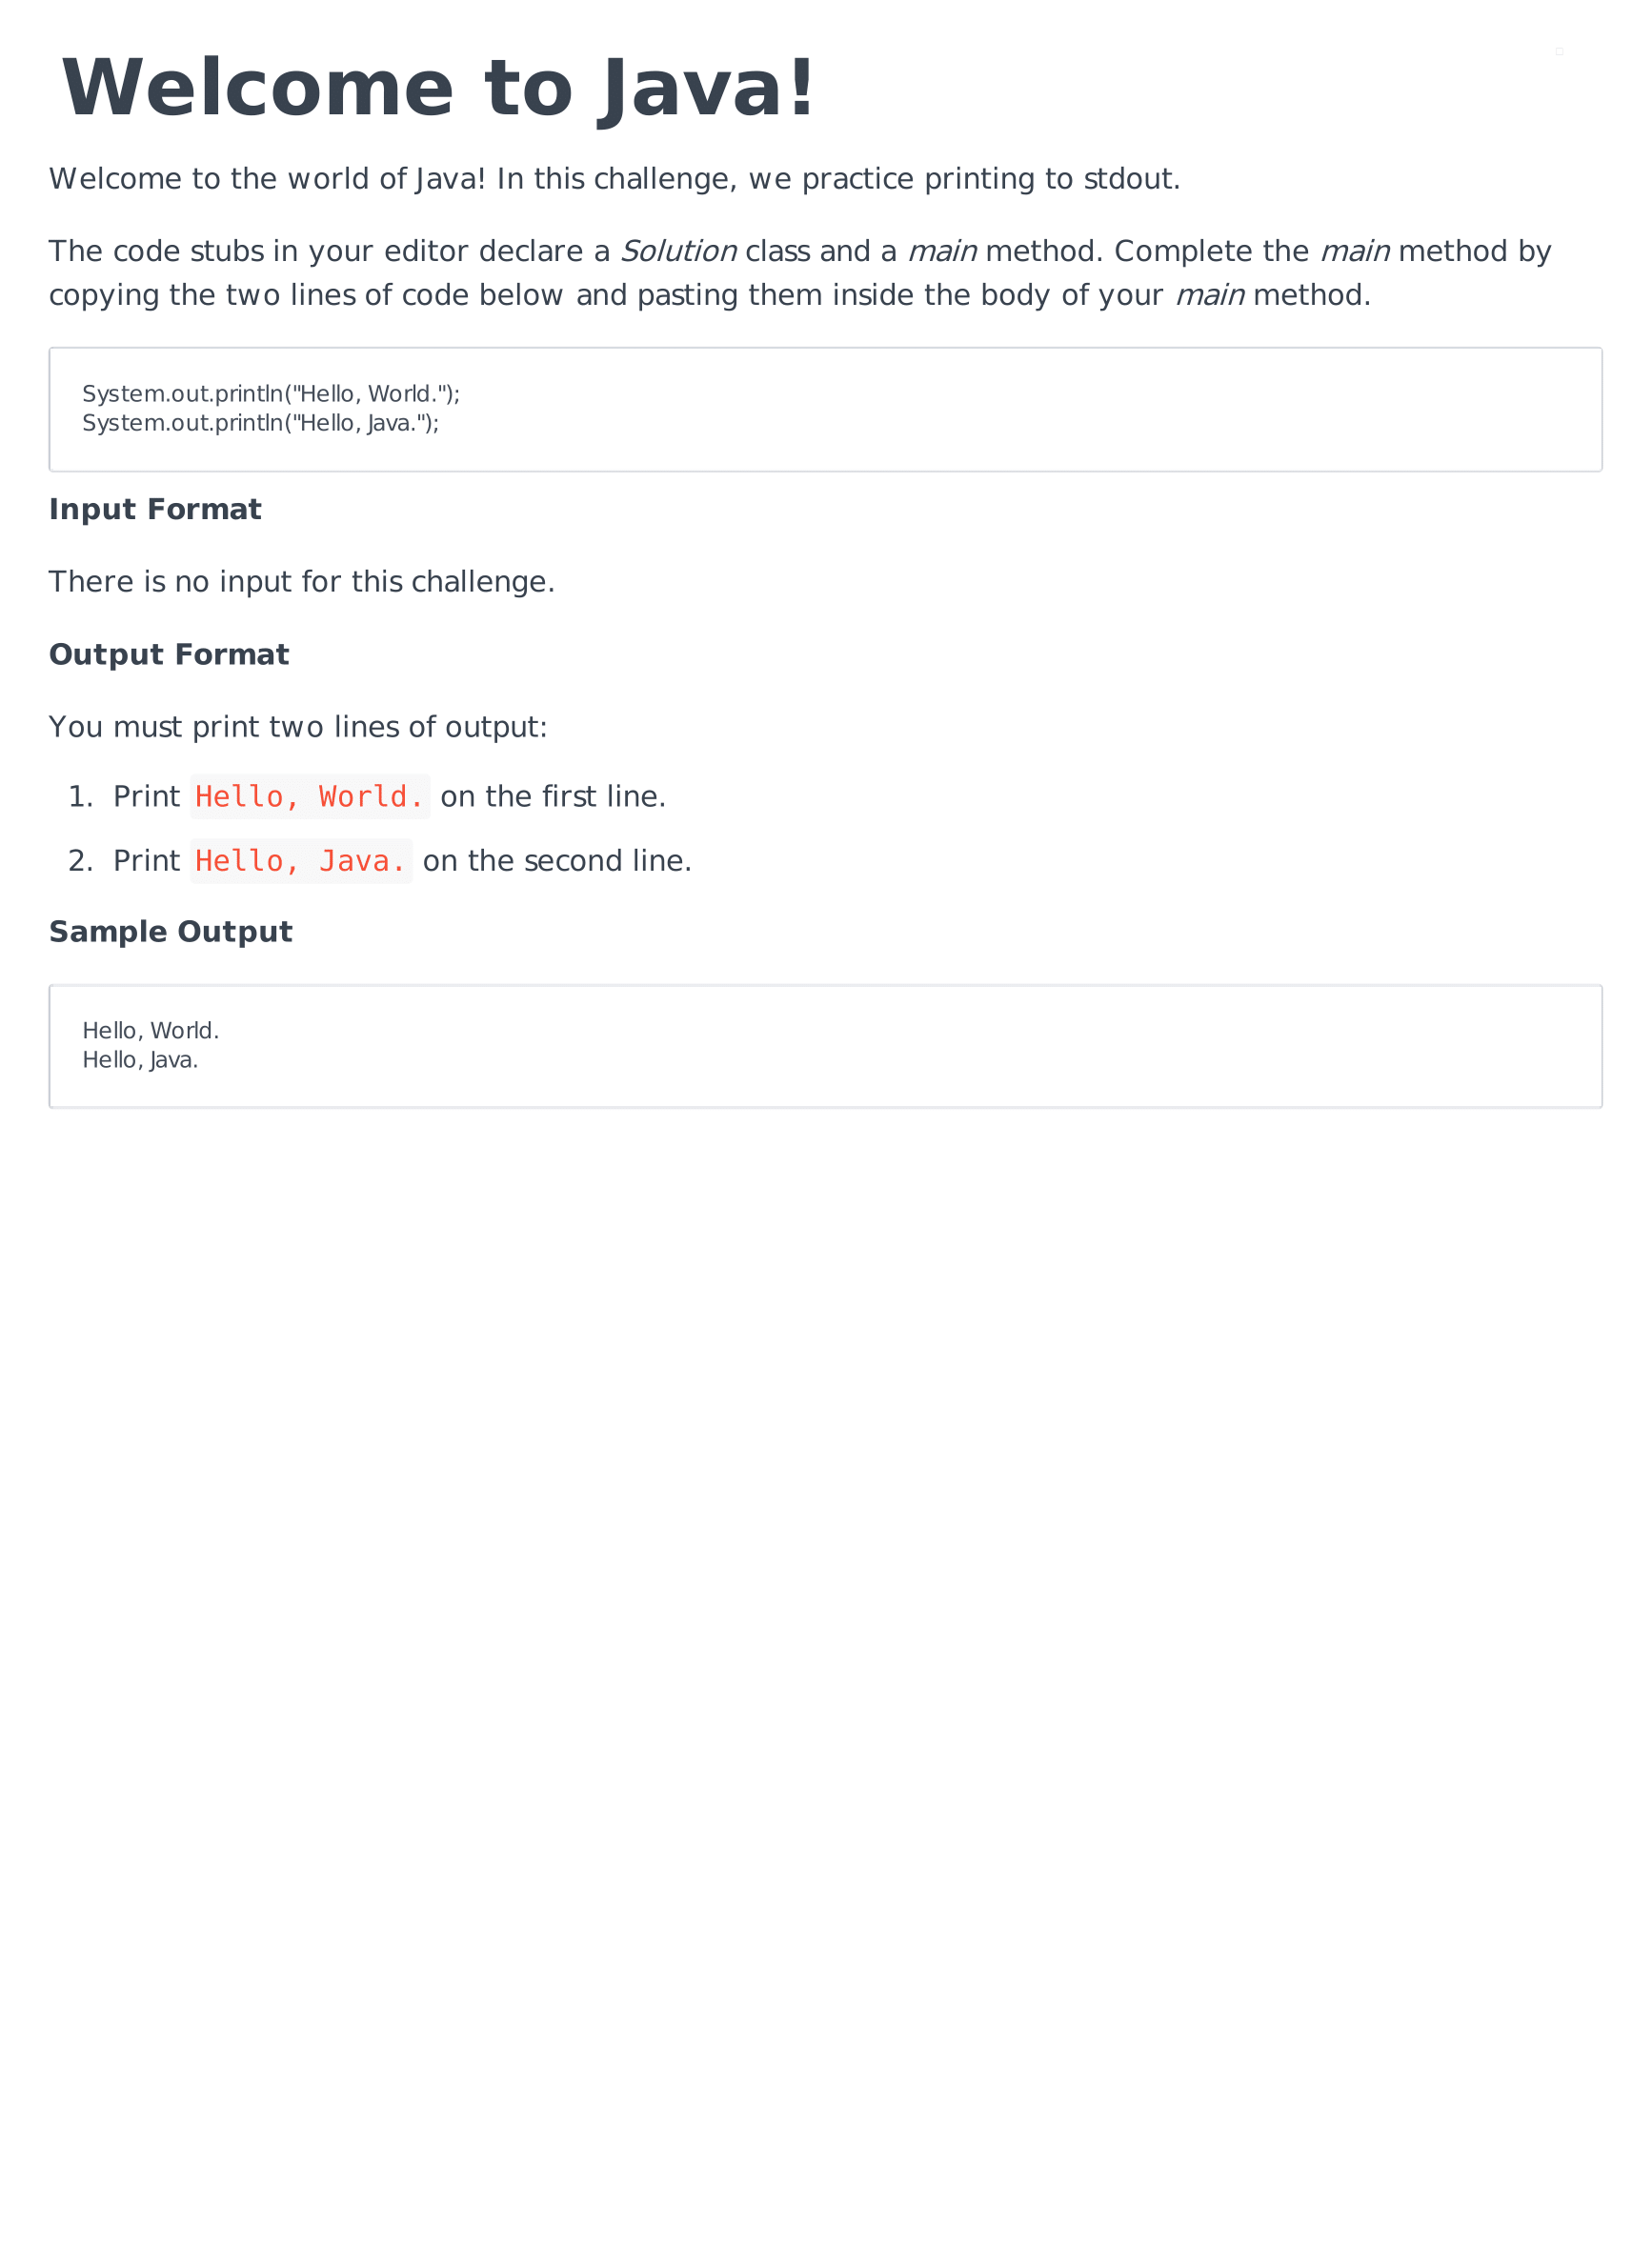 Welcome to Java!
Welcome to the world of Java! In this challenge, we practice printing to stdout.
The code stubs in your editor declare a Solution class and a main method. Complete the main method by
copying the two lines of code below and pasting them inside the body of your main method.
System.out.println("Hello, World.");
System.out.println("Hello, Java.");
Input Format
There is no input for this challenge.
Output Format
You must print two lines of output:
1. Print Hello, World. on the first line.
2. Print Hello, Java. on the second line.
Sample Output
Hello, World.
Hello, Java.